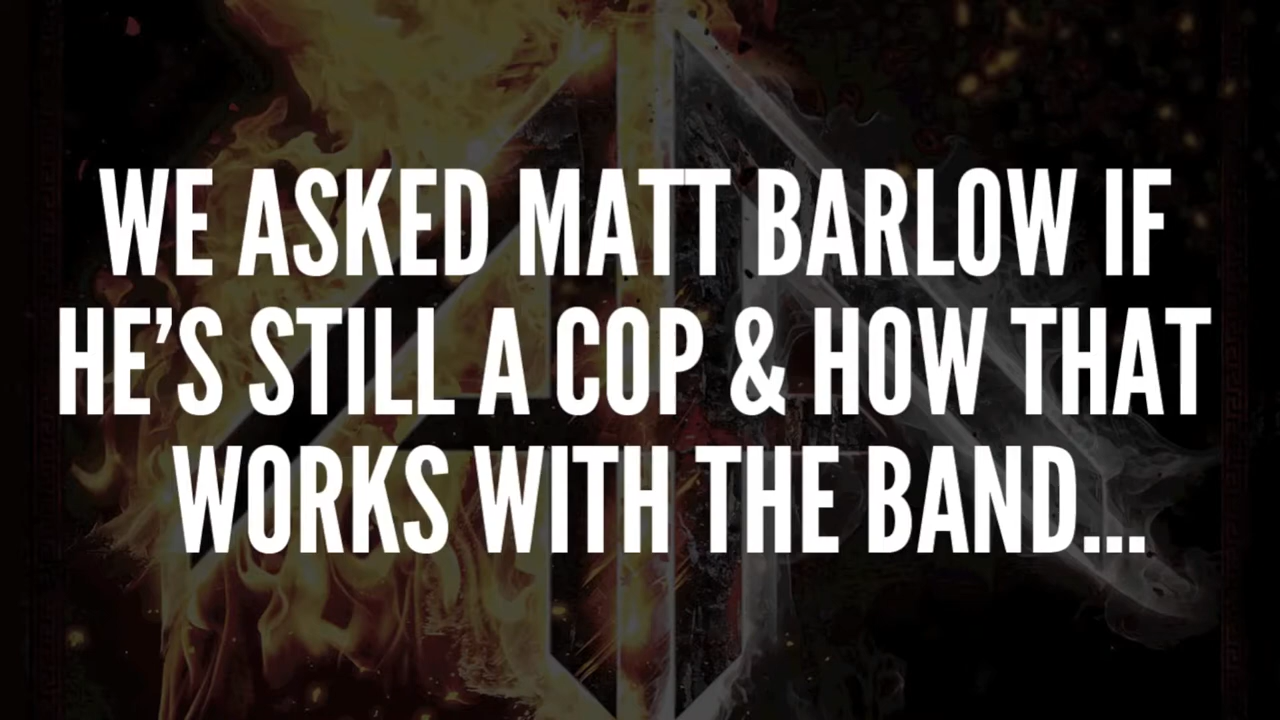 WE ASKED MATT BARLOW IF
HE’S STILL A COP & HOW THAT
WORKS WITH THE BAND...